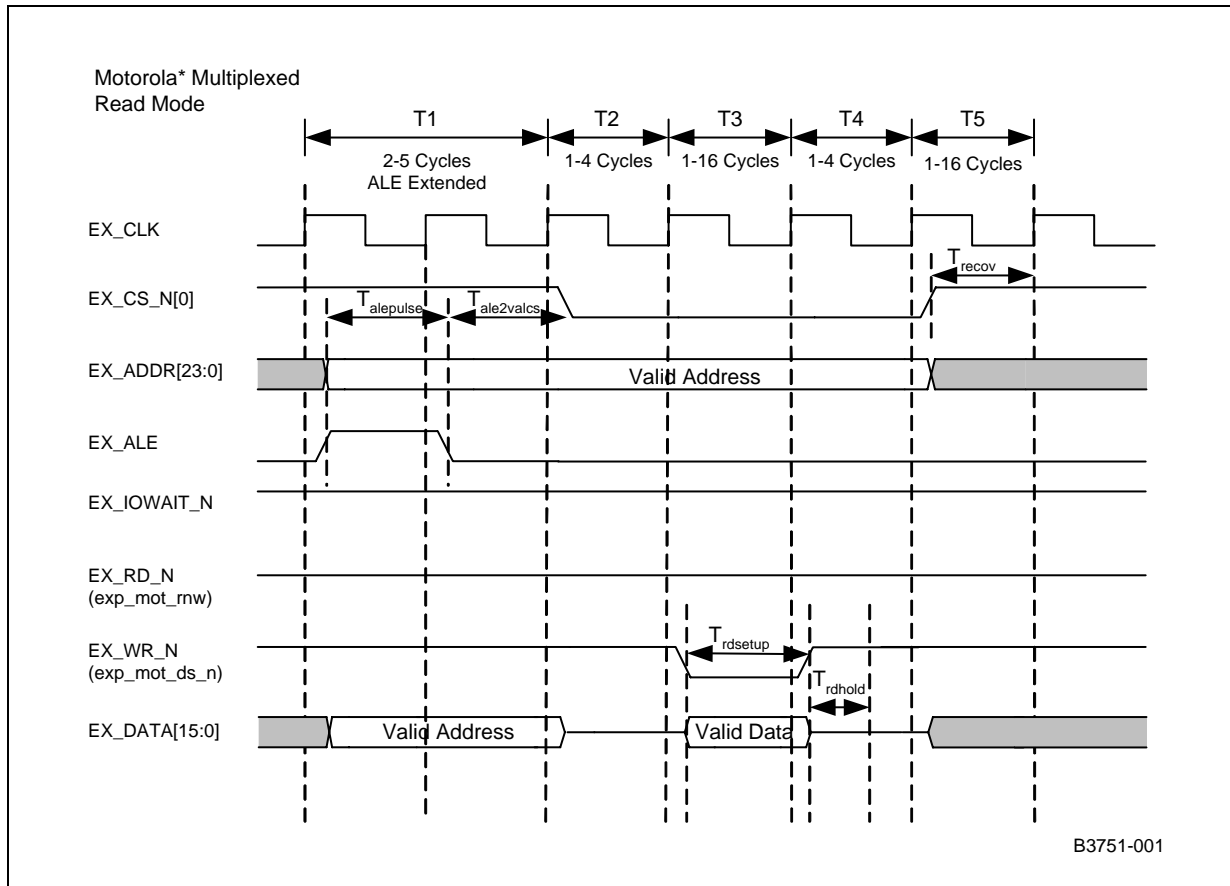 Motorola* Multiplexed
Read Mode
T1
T2
T3
T4
T5
2-5 Cycles
ALE Extended
1-4 Cycles
1-16 Cycles
1-4 Cycles
1-16 Cycles
EX_CLK
Trecov
EX_CS_N[0]
Talepulse
Tale2valcs
EX_ADDR[23:0]
Valid Address
EX_ALE
EX_IOWAIT_N
EX_RD_N
(exp_mot_rnw)
EX_WR_N
(exp_mot_ds_n)
Trdsetup
Trdhold
EX_DATA[15:0]
Valid Address
Valid Data
B3751-001